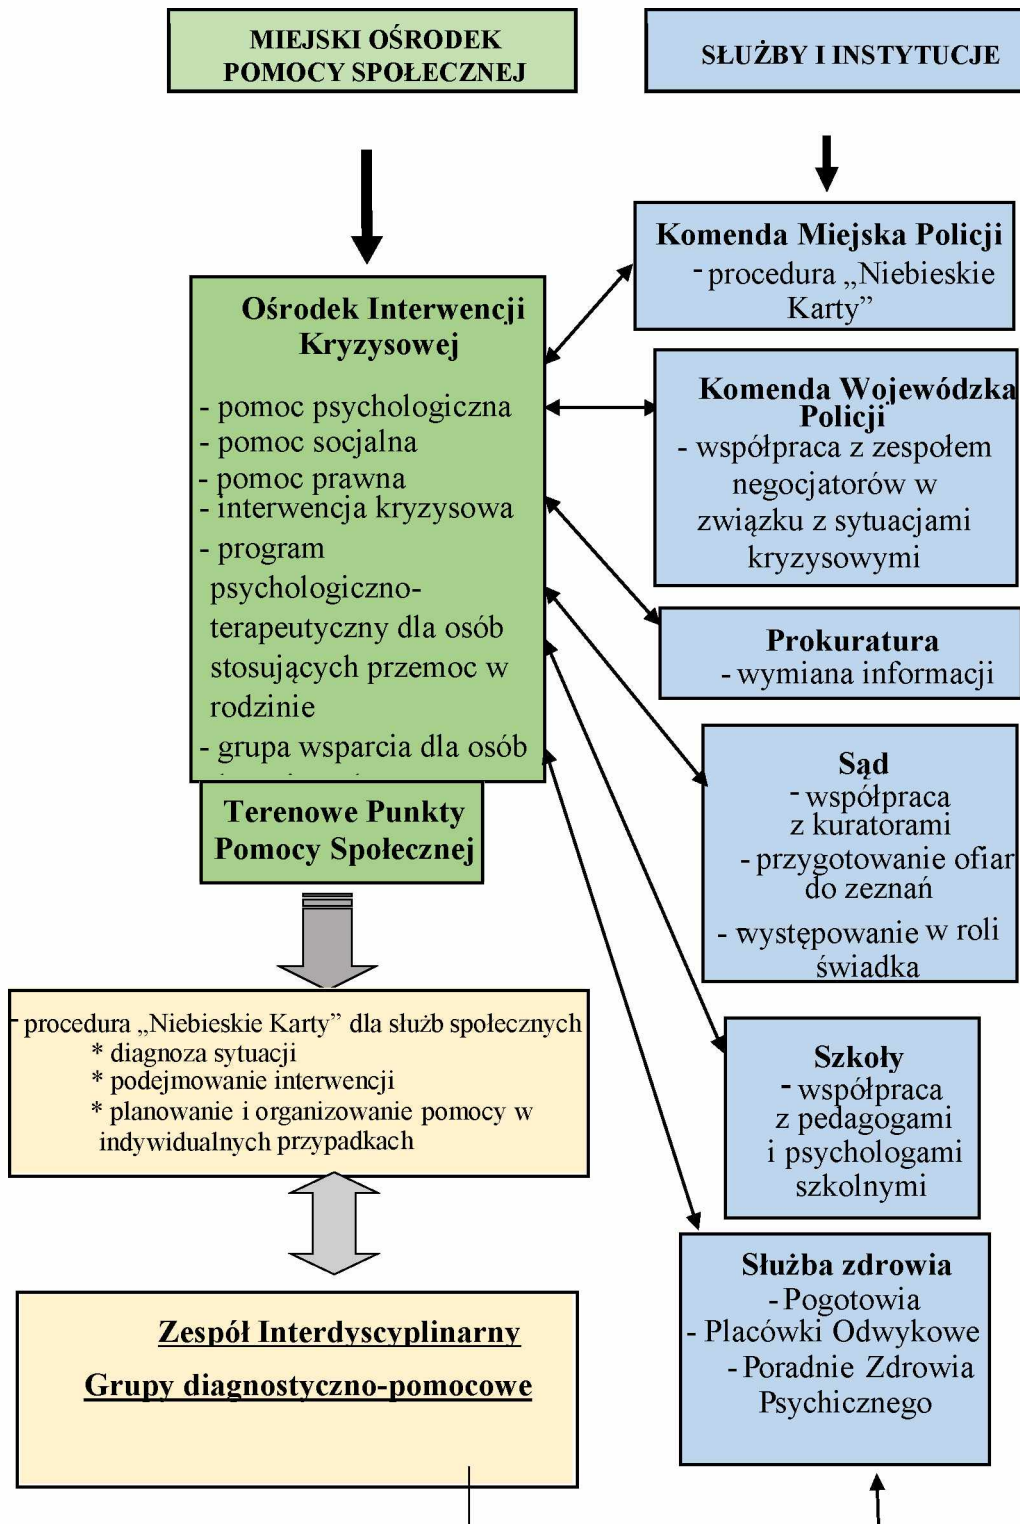 MIEJSKI OŚRODEK
POMOCY SPOŁECZNEJ
SŁUŻBY I INSTYTUCJE
Ośrodek Interwencji
Kryzysowej
- pomoc psychologiczna
- pomoc socjalna
- pomoc prawna
- interwencja kryzysowa
- program
psychologiczno-
terapeutyczny dla osób
stosujących przemoc w
rodzinie
- grupa wsparcia dla osób
Terenowe Punkty
Pomocy Społecznej
- procedura „Niebieskie Karty” dla służb społecznych
* diagnoza sytuacji
* podejmowanie interwencji
* planowanie i organizowanie pomocy w
indywidualnych przypadkach
Zespół Interdyscyplinarny
Grupy diagnostyczno-pomocowe
Komenda Miejska Policji
- procedura „Niebieskie
Karty”
Komenda Wojewódzka
Policji
- współpraca z zespołem
negocjatorów w
związku z sytuacjami
kryzysowymi
Prokuratura
- wymiana informacji
Sąd
- współpraca
z kuratorami
- przygotowanie ofiar
do zeznań
- występowanie w roli
świadka
Szkoły
- współpraca
z pedagogami
i psychologami
szkolnymi
Służba zdrowia
- Pogotowia
- Placówki Odwykowe
- Poradnie Zdrowia
Psychicznego